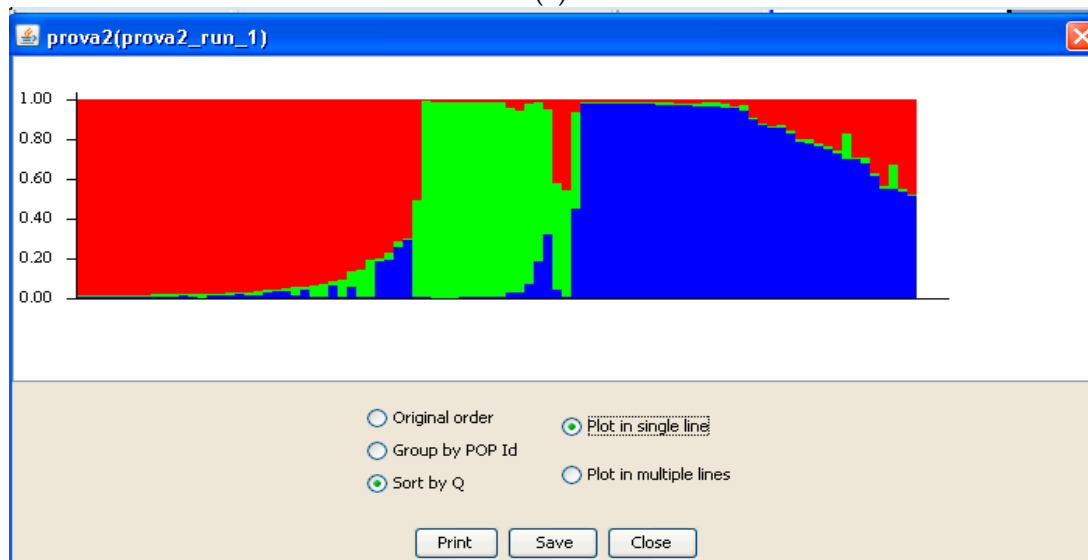 prova2(prova2_run_1)
1.00
0.80
0.60
0.40
0.20
0.00
Original order
Group by POP Id
Sort by Q
Plot in single line
Plot in multiple lines
Print Save Close